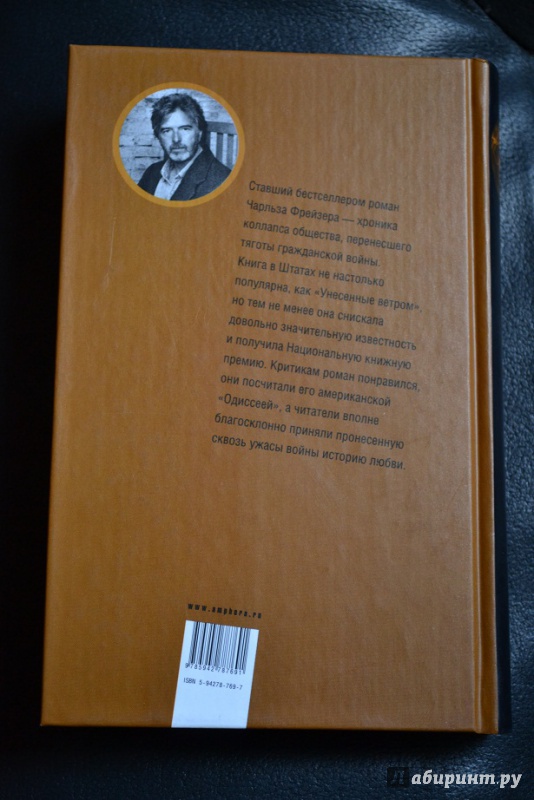 Ставший бестселлером роман
Чарльза Фрейзера — хроника
коллапса общества, перенесшего
тяготы гражданской войны.
Книга в Штатах не настолько
популярна, как «Унесенные ветром»,
но тем не менее она снискала
довольно значительную известность
и получила Национальную книжную
премию. Критикам роман понравился,
они посчитали его американской
«Одиссеей», а читатели вполне
благосклонно приняли пронесенную
сквозь ужасы войны историю любви.
www.amphora.ru
9785942787691
ISBN 5-94278-769-7
Лабиринт.ру